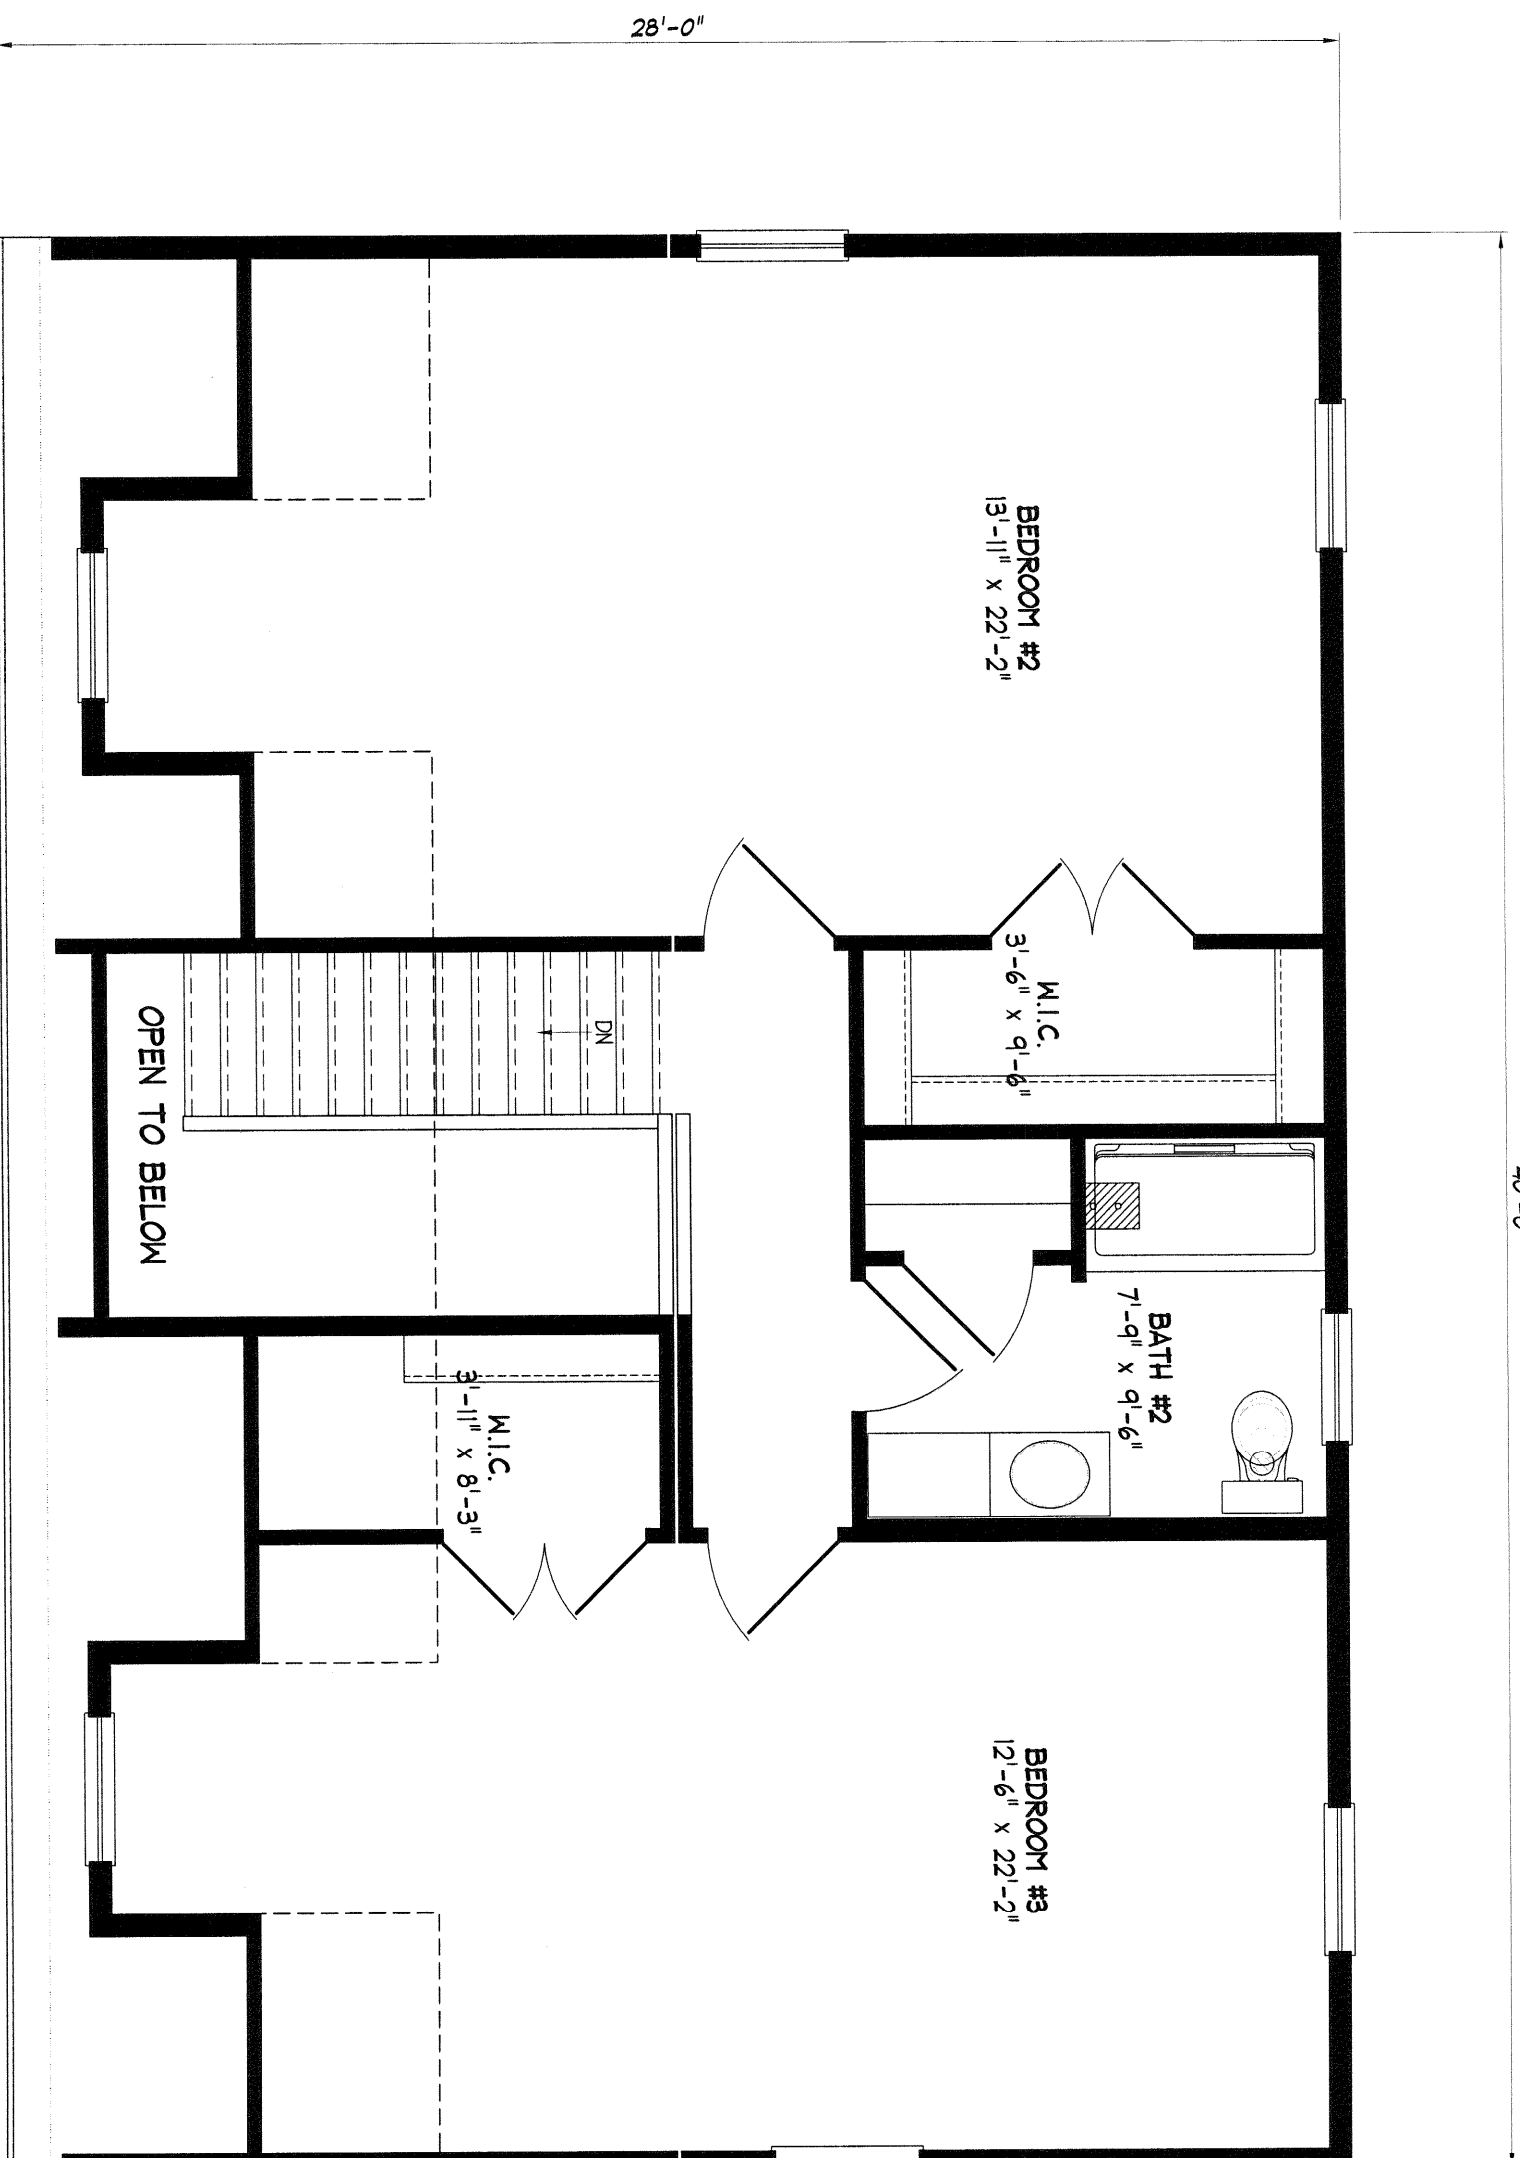 28'-0"
BEDROOM #2
13'-11" x 22'-2"
W.I.C.
3'-6" x 9'-6"
DN
OPEN TO BELOW
BATH #2
7'-9" x 9'-6"
W.I.C.
3'-11" x 8'-3"
BEDROOM #3
12'-6" x 22'-2"